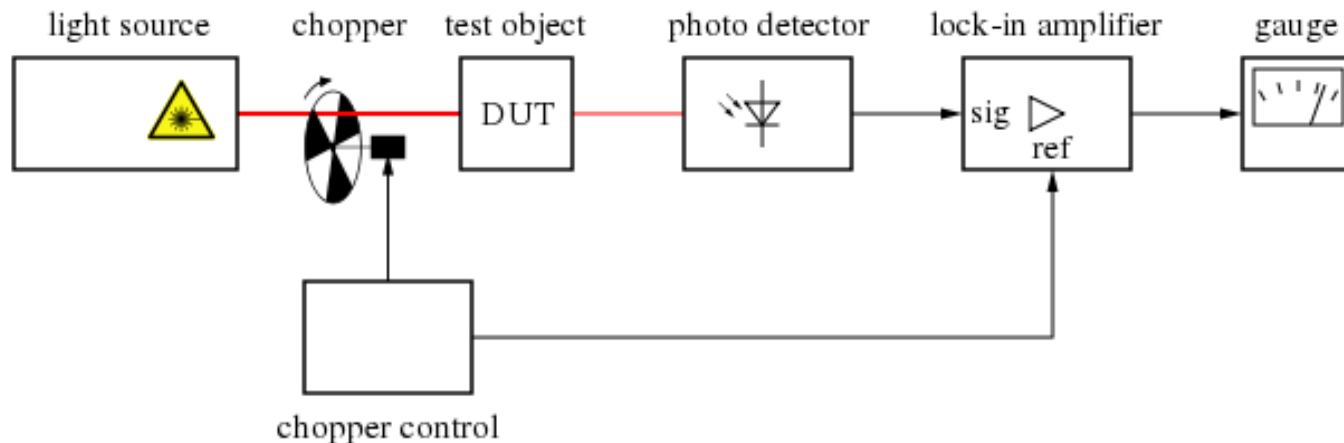 light source
chopper
test object
photo detector
lock-in amplifier
gauge
DUT
sig
ref
chopper control